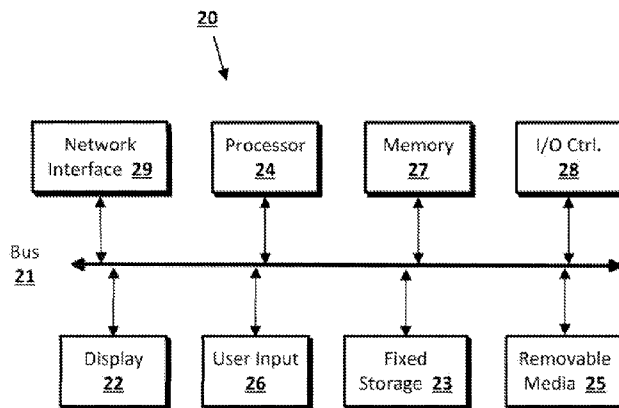 20
Network
Interface 29
Processor
24
Memory
27
I/O Ctrl.
28
Bus
21
Display
22
User Input
26
Fixed
Storage 23
Removable
Media 25